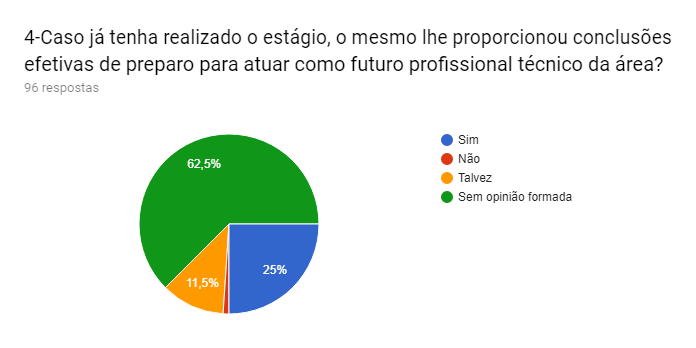 4-Caso já tenha realizado o estágio, o mesmo lhe proporcionou conclusões
efetivas de preparo para atuar como futuro profissional técnico da área?
96 respostas
Sim
Não
Talvez
Sem opinião formada
62,5%
25%
11,5%